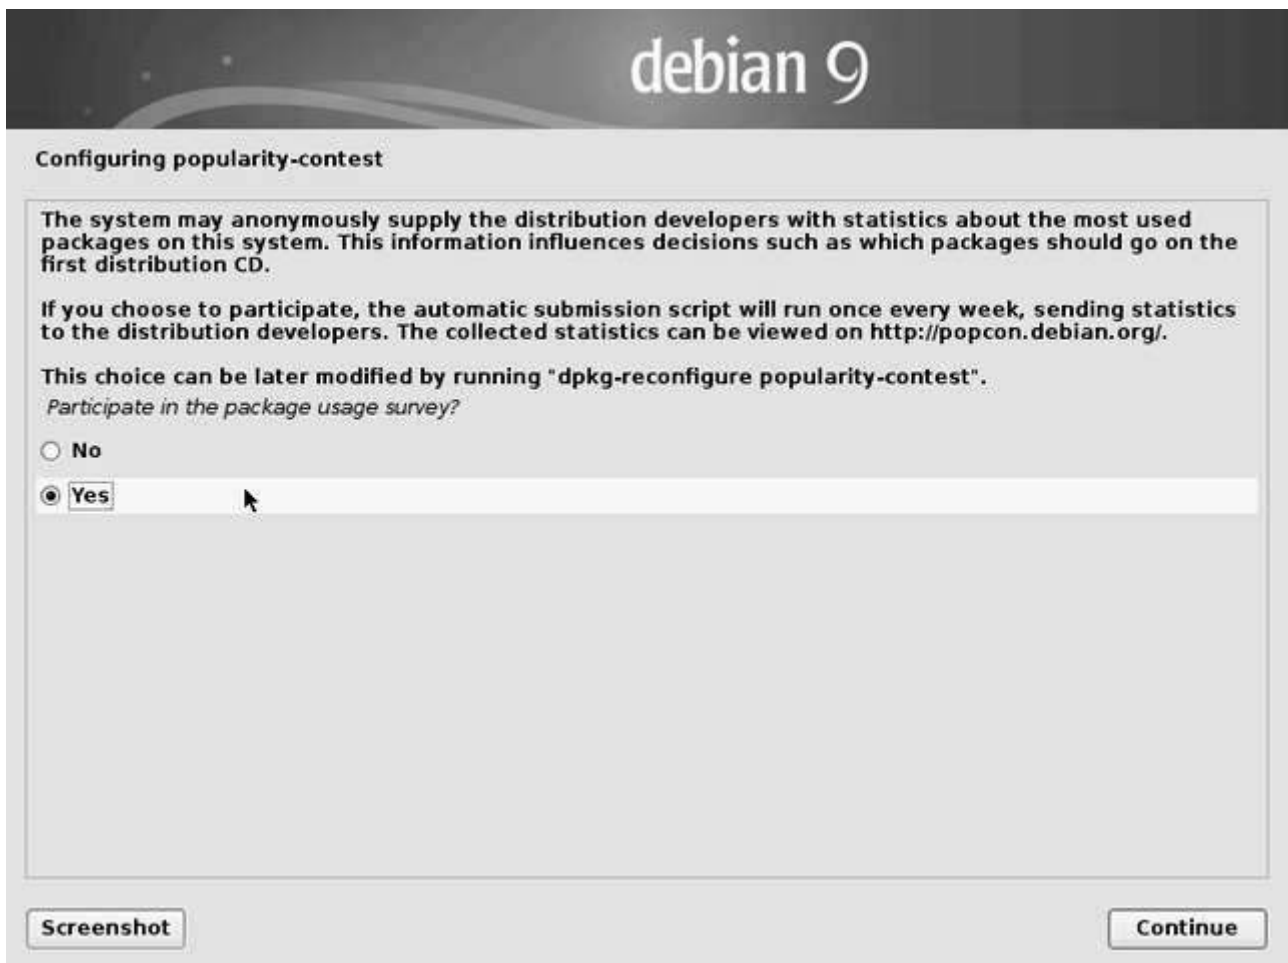 debian 9
Configuring popularity-contest
The system may anonymously supply the distribution developers with statistics about the most used
packages on this system. This information influences decisions such as which packages should go on the
first distribution CD.
If you choose to participate, the automatic submission script will run once every week, sending statistics
to the distribution developers. The collected statistics can be viewed on http://popcon.debian.org/.
This choice can be later modified by running "dpkg-reconfigure popularity-contest".
Participate in the package usage survey?
No
Yes
Screenshot
Continue